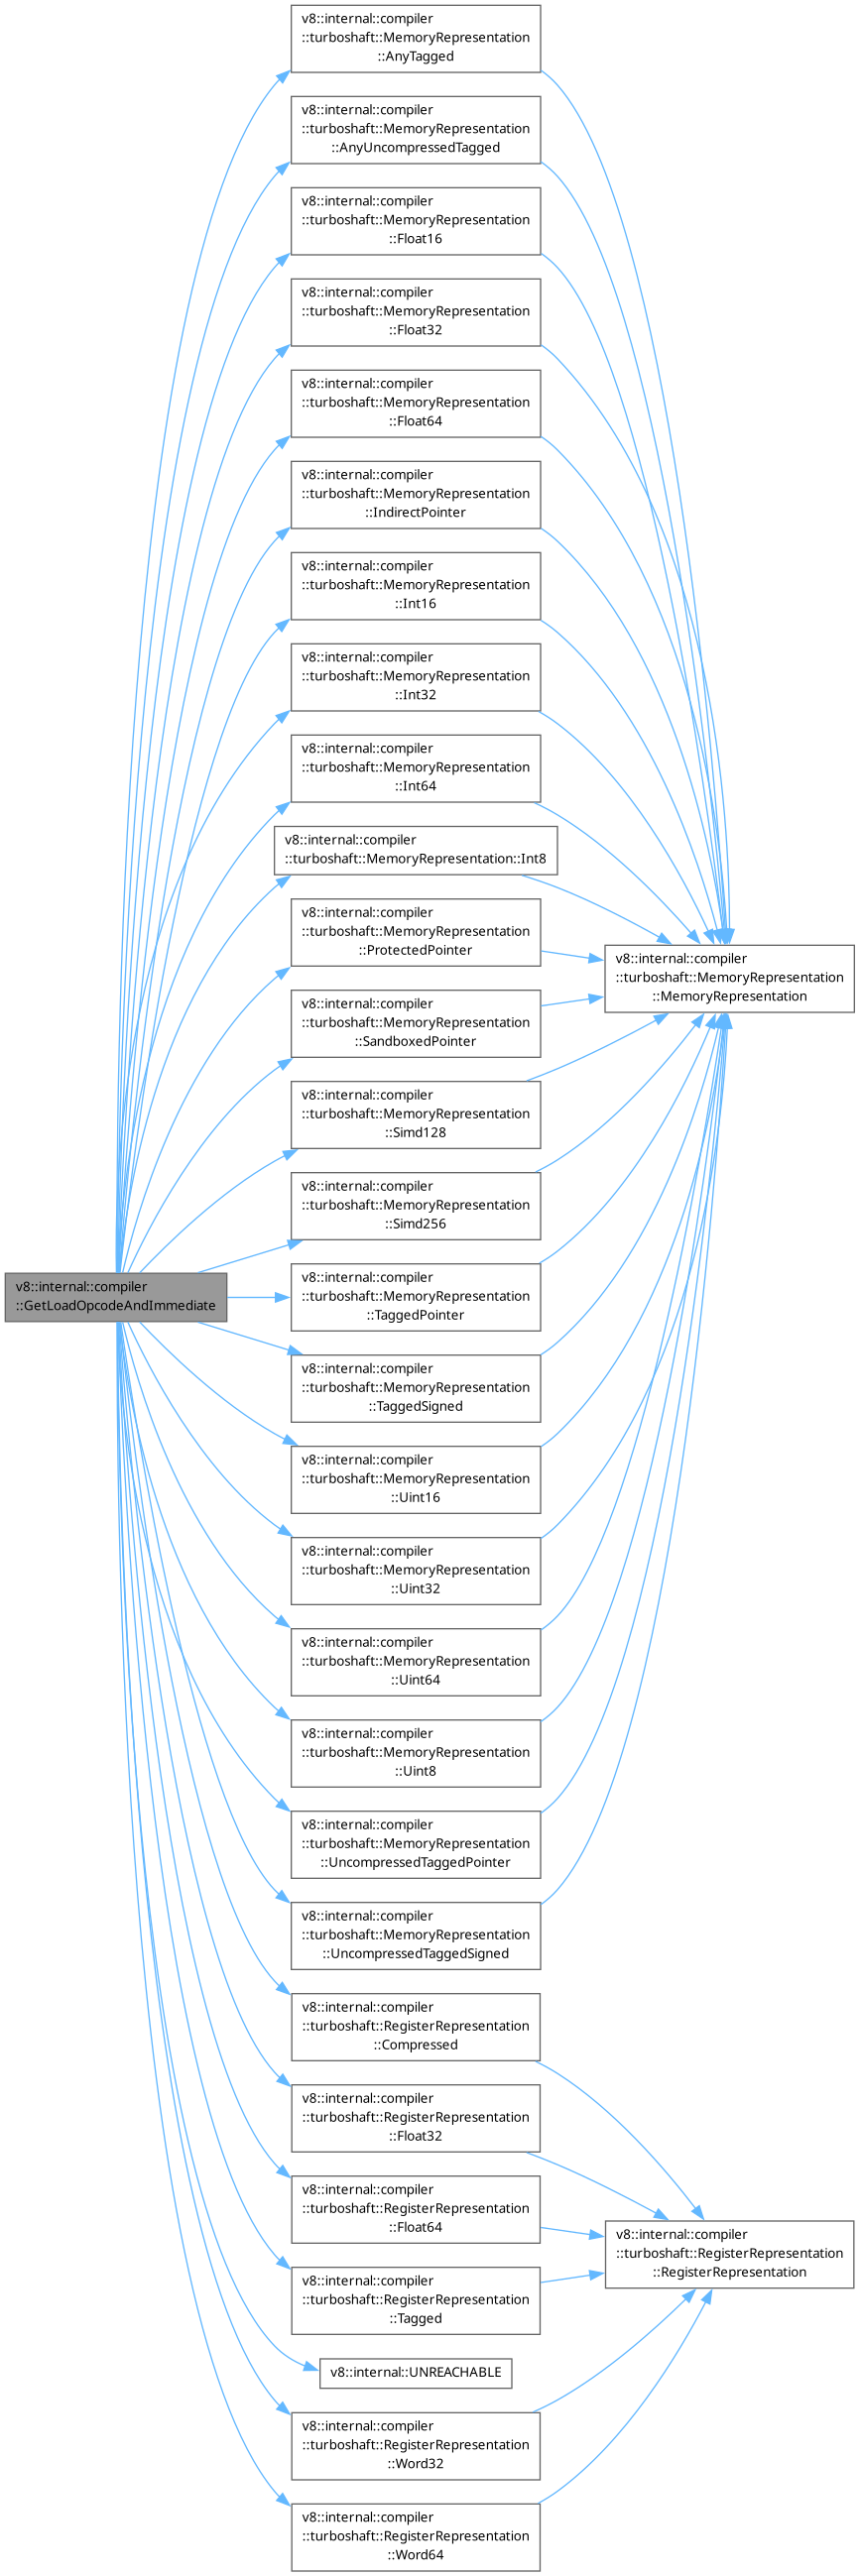 v8::internal::compiler
::turboshaft::MemoryRepresentation
::AnyTagged
v8::internal::compiler
::turboshaft::MemoryRepresentation
::AnyUncompressedTagged
v8::internal::compiler
::turboshaft::MemoryRepresentation
::Float16
v8::internal::compiler
::turboshaft::MemoryRepresentation
::Float32
v8::internal::compiler
::turboshaft::MemoryRepresentation
::Float64
v8::internal::compiler
::turboshaft::MemoryRepresentation
::IndirectPointer
v8::internal::compiler
::turboshaft::MemoryRepresentation
::Int16
v8::internal::compiler
::turboshaft::MemoryRepresentation
::Int32
v8::internal::compiler
::turboshaft::MemoryRepresentation
::Int64
v8::internal::compiler
::turboshaft::MemoryRepresentation::Int8
v8::internal::compiler
::turboshaft::MemoryRepresentation
::ProtectedPointer
v8::internal::compiler
::turboshaft::MemoryRepresentation
::MemoryRepresentation
v8::internal::compiler
::turboshaft::MemoryRepresentation
::SandboxedPointer
v8::internal::compiler
::turboshaft::MemoryRepresentation
::Simd128
v8::internal::compiler
::turboshaft::MemoryRepresentation
::Simd256
v8::internal::compiler
::GetLoadOpcodeAndImmediate
v8::internal::compiler
::turboshaft::MemoryRepresentation
::TaggedPointer
v8::internal::compiler
::turboshaft::MemoryRepresentation
::TaggedSigned
v8::internal::compiler
::turboshaft::MemoryRepresentation
::Uint16
v8::internal::compiler
::turboshaft::MemoryRepresentation
::Uint32
v8::internal::compiler
::turboshaft::MemoryRepresentation
::Uint64
v8::internal::compiler
::turboshaft::MemoryRepresentation
::Uint8
v8::internal::compiler
::turboshaft::MemoryRepresentation
::UncompressedTaggedPointer
v8::internal::compiler
::turboshaft::MemoryRepresentation
::UncompressedTaggedSigned
v8::internal::compiler
::turboshaft::RegisterRepresentation
::Compressed
v8::internal::compiler
::turboshaft::RegisterRepresentation
::Float32
v8::internal::compiler
::turboshaft::RegisterRepresentation
::Float64
v8::internal::compiler
::turboshaft::RegisterRepresentation
::RegisterRepresentation
v8::internal::compiler
::turboshaft::RegisterRepresentation
::Tagged
v8::internal::UNREACHABLE
v8::internal::compiler
::turboshaft::RegisterRepresentation
::Word32
v8::internal::compiler
::turboshaft::RegisterRepresentation
::Word64